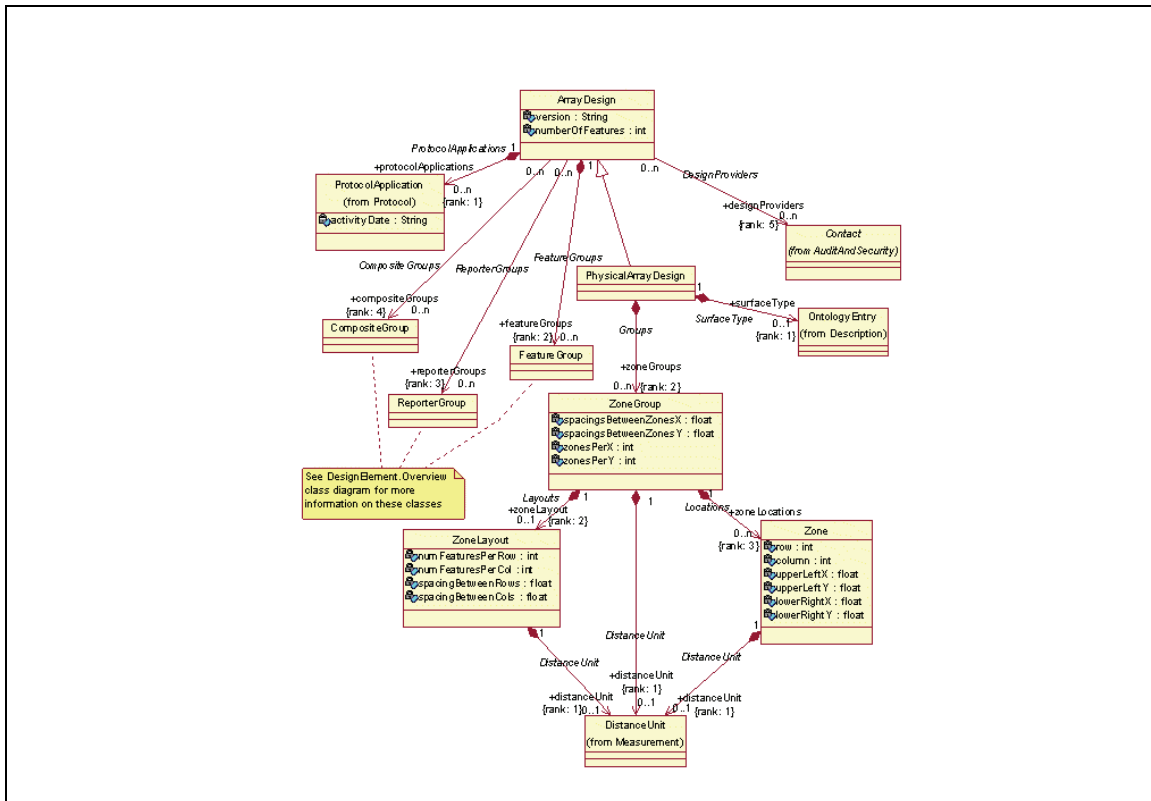 ArrayDesign
version : String
numberOfFeatures : int
ProtocolApplications 1
+protocolApplications
0..n
{rank: 1}
ProtocolApplication
(from Protocol)
activityDate : String
0..n
0..n
1
0..n
DesignProviders
+designProviders
0..n
{rank: 5}
Contact
(from AuditAndSecurity)
CompositeGroups
ReporterGroups
FeatureGroups
PhysicalArrayDesign
1
+surfaceType
SurfaceType
0..1
{rank: 1}
OntologyEntry
(from Description)
+compositeGroups
{rank: 4} 0..n
CompositeGroup
+featureGroups
{rank: 2} 0..n
FeatureGroup
Groups
+zoneGroups
0..n {rank: 2}
+reporterGroups
{rank: 3} 0..n
ReporterGroup
ZoneGroup
spacingsBetweenZonesX : float
spacingsBetweenZonesY : float
zonesPerX : int
zonesPerY : int
See DesignElement.Overview
class diagram for more
information on these classes
Layouts 1
+zoneLayout
0..1 {rank: 2}
1
1
Locations
+zoneLocations
0..n
{rank: 3}
ZoneLayout
numFeaturesPerRow : int
numFeaturesPerCol : int
spacingBetweenRows : float
spacingBetweenCols : float
Zone
row : int
column : int
upperLeftX : float
upperLeftY : float
lowerRightX : float
lowerRightY : float
1
DistanceUnit
+distanceUnit
{rank: 1} 0..1
DistanceUnit
+distanceUnit
{rank: 1}
0..1
1
DistanceUnit
+distanceUnit
0..1 {rank: 1}
DistanceUnit
(from Measurement)